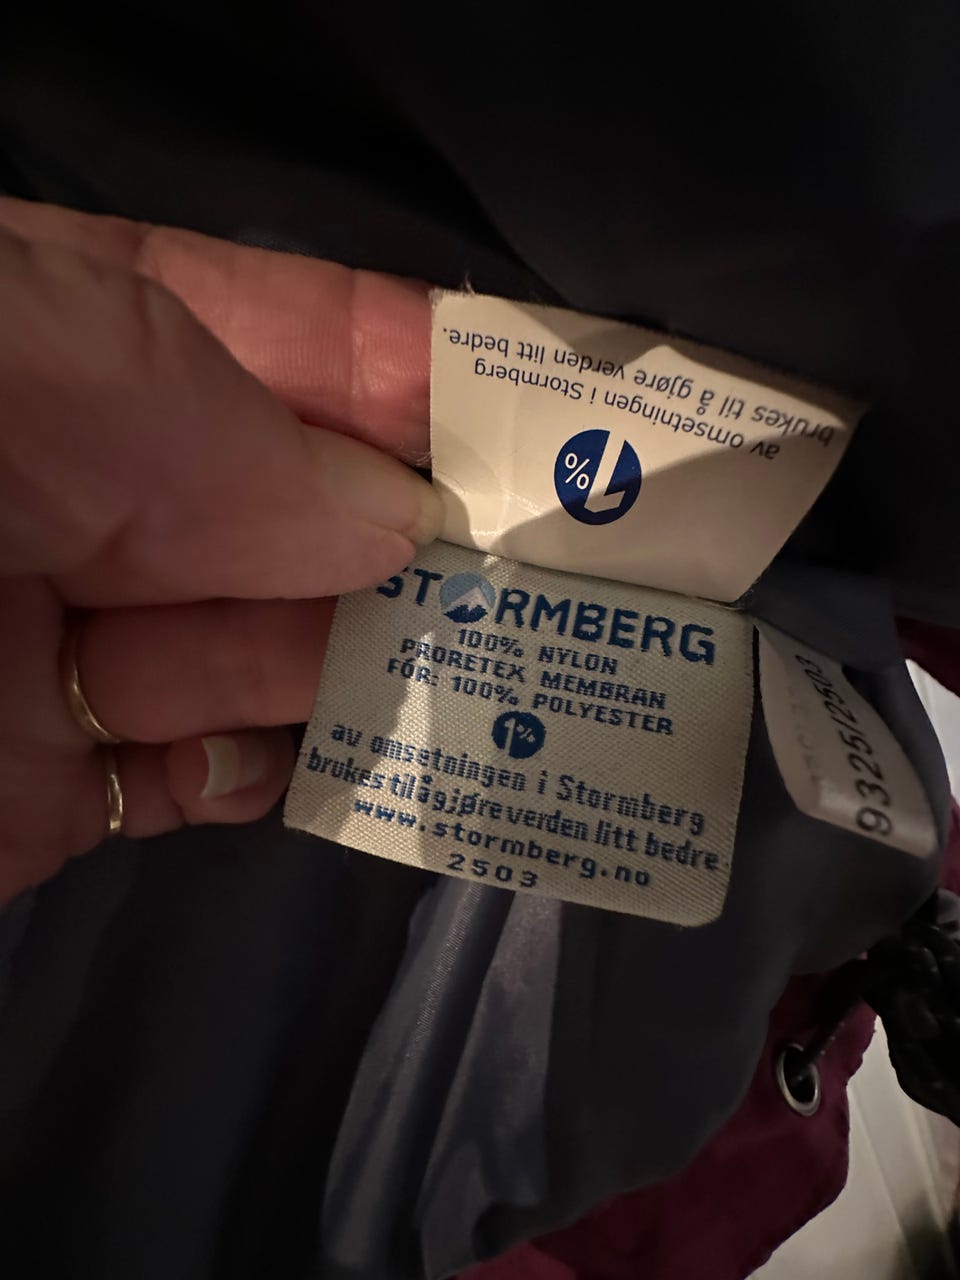 1%
av omsetningen i Stormberg
brukes til å gjøre verden litt bedre.
STORMBERG
100% NYLON
PRORETEX MEMBRAN
FÓR: 100% POLYESTER
1%
av omsetningen i Stormberg
brukes til å gjøre verden litt bedre.
www.stormberg.no
2503
9325/2503